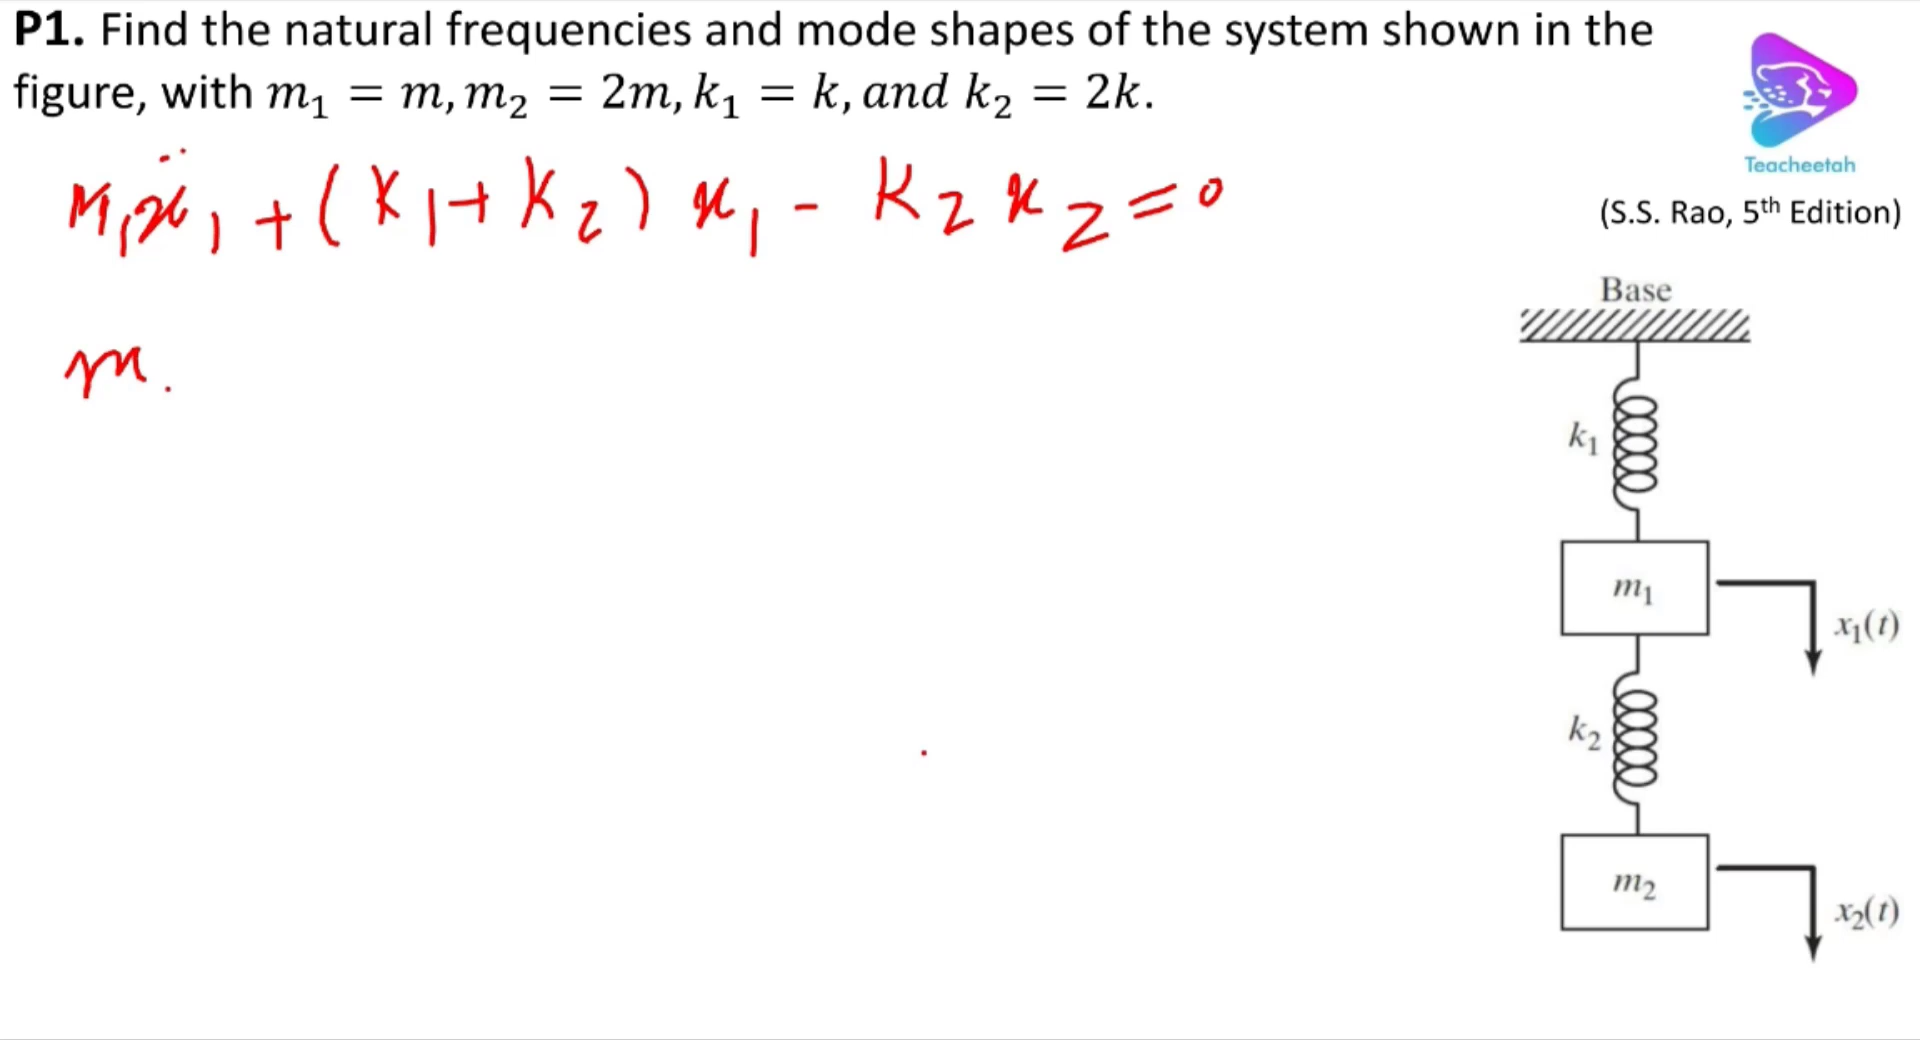 P1. Find the natural frequencies and mode shapes of the system shown in the
figure, with m₁ = m, m₂ = 2m, k₁ = k, and k₂ = 2k.
Teacheetah
(S.S. Rao, 5th Edition)
m₁ẍ₁ + (k₁+k₂) x₁ - k₂ x₂ = 0
m.
Base
k₁
m₁
x₁(t)
k₂
m₂
x₂(t)